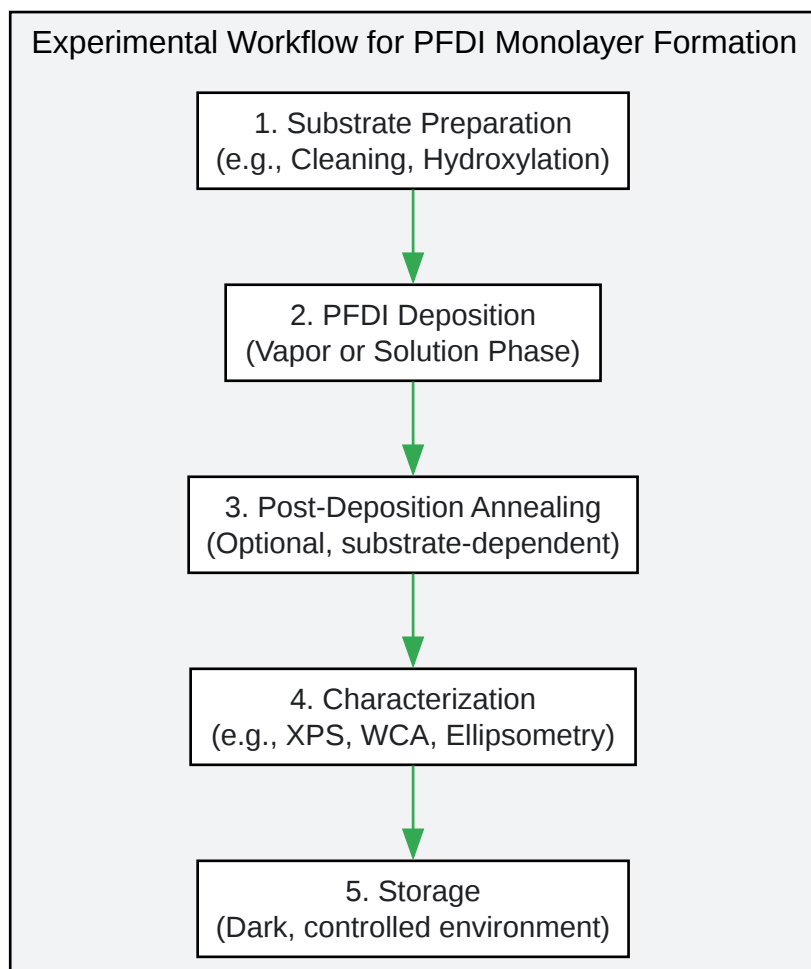 Experimental Workflow for PFDI Monolayer Formation
1. Substrate Preparation
(e.g., Cleaning, Hydroxylation)
2. PFDI Deposition
(Vapor or Solution Phase)
3. Post-Deposition Annealing
(Optional, substrate-dependent)
4. Characterization
(e.g., XPS, WCA, Ellipsometry)
5. Storage
(Dark, controlled environment)